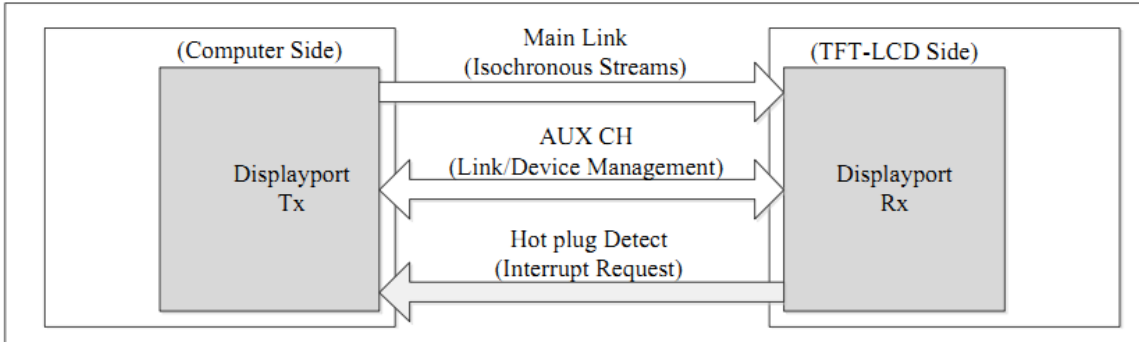 (Computer Side)
Main Link
(Isochronous Streams)
(TFT-LCD Side)
AUX CH
(Link/Device Management)
Displayport
Tx
Displayport
Rx
Hot plug Detect
(Interrupt Request)